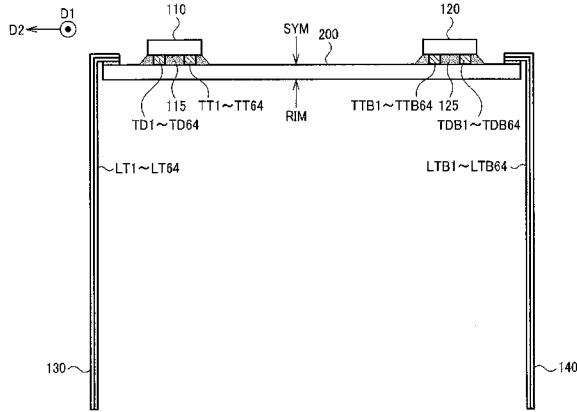 D1
D2
110
SYM
200
120
TD1~TD64
115
TT1~TT64
RIM
TTB1~TTB64
125
TDB1~TDB64
LT1~LT64
LTB1~LTB64
130
140